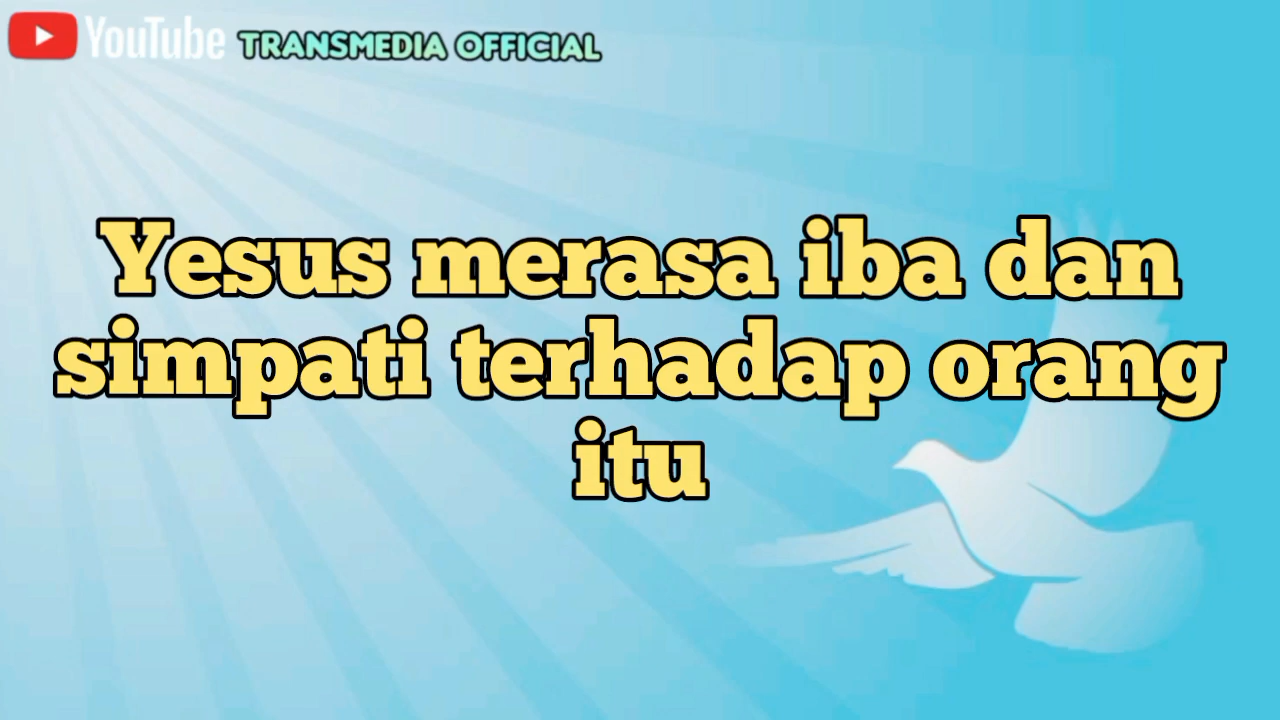 YouTube TRANSMEDIA OFFICIAL
Yesus merasa iba dan
simpati terhadap orang
itu